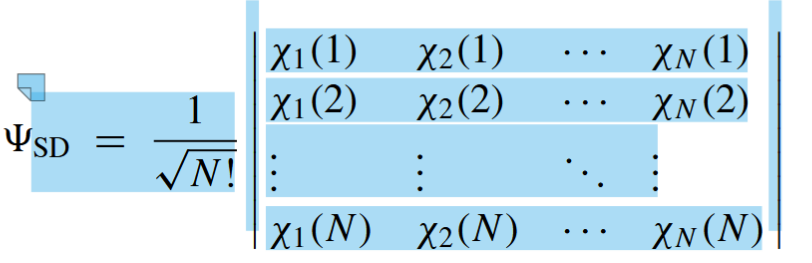 χ₁(1) χ₂(1) ⋯ χ_N(1)
χ₁(2) χ₂(2) ⋯ χ_N(2)
Ψ_SD = 1/√N! | ⋮ ⋮ ⋱ ⋮ |
χ₁(N) χ₂(N) ⋯ χ_N(N)